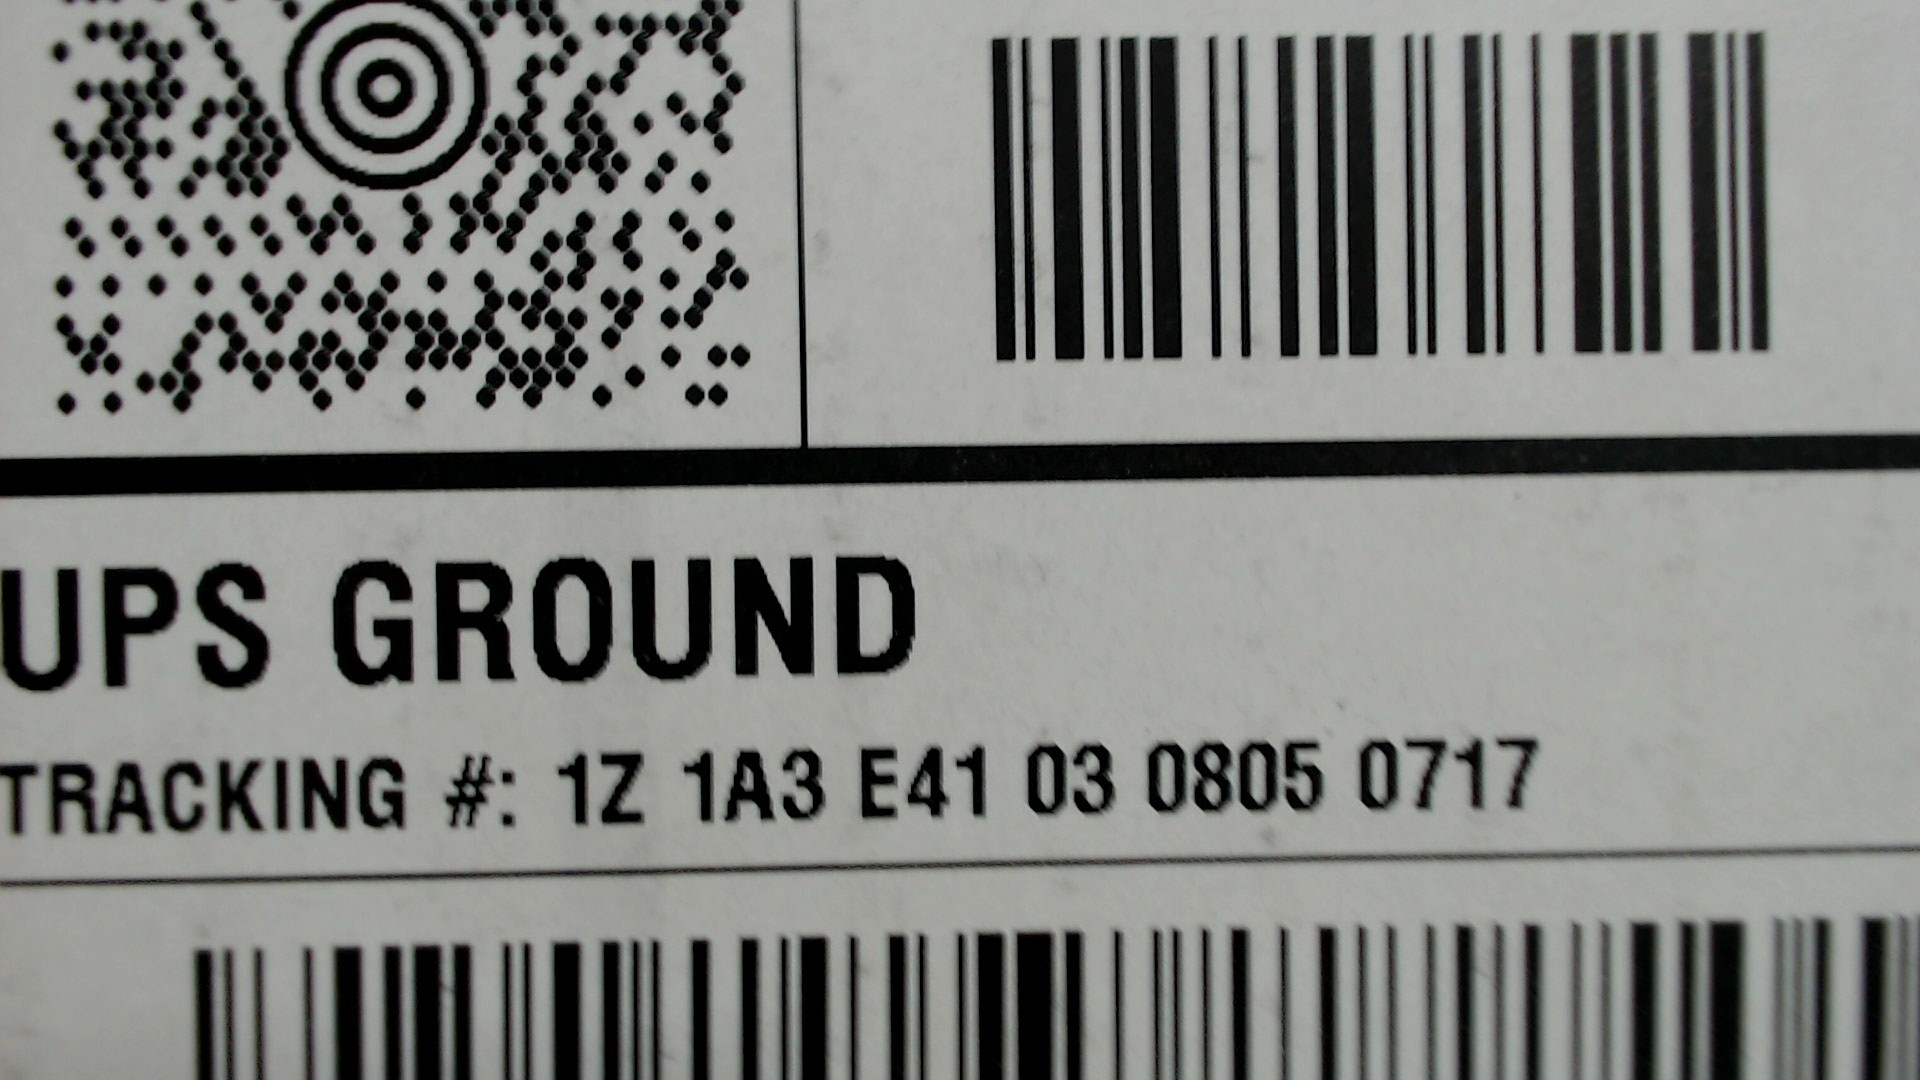 UPS GROUND
TRACKING #: 1Z 1A3 E41 03 0805 0717